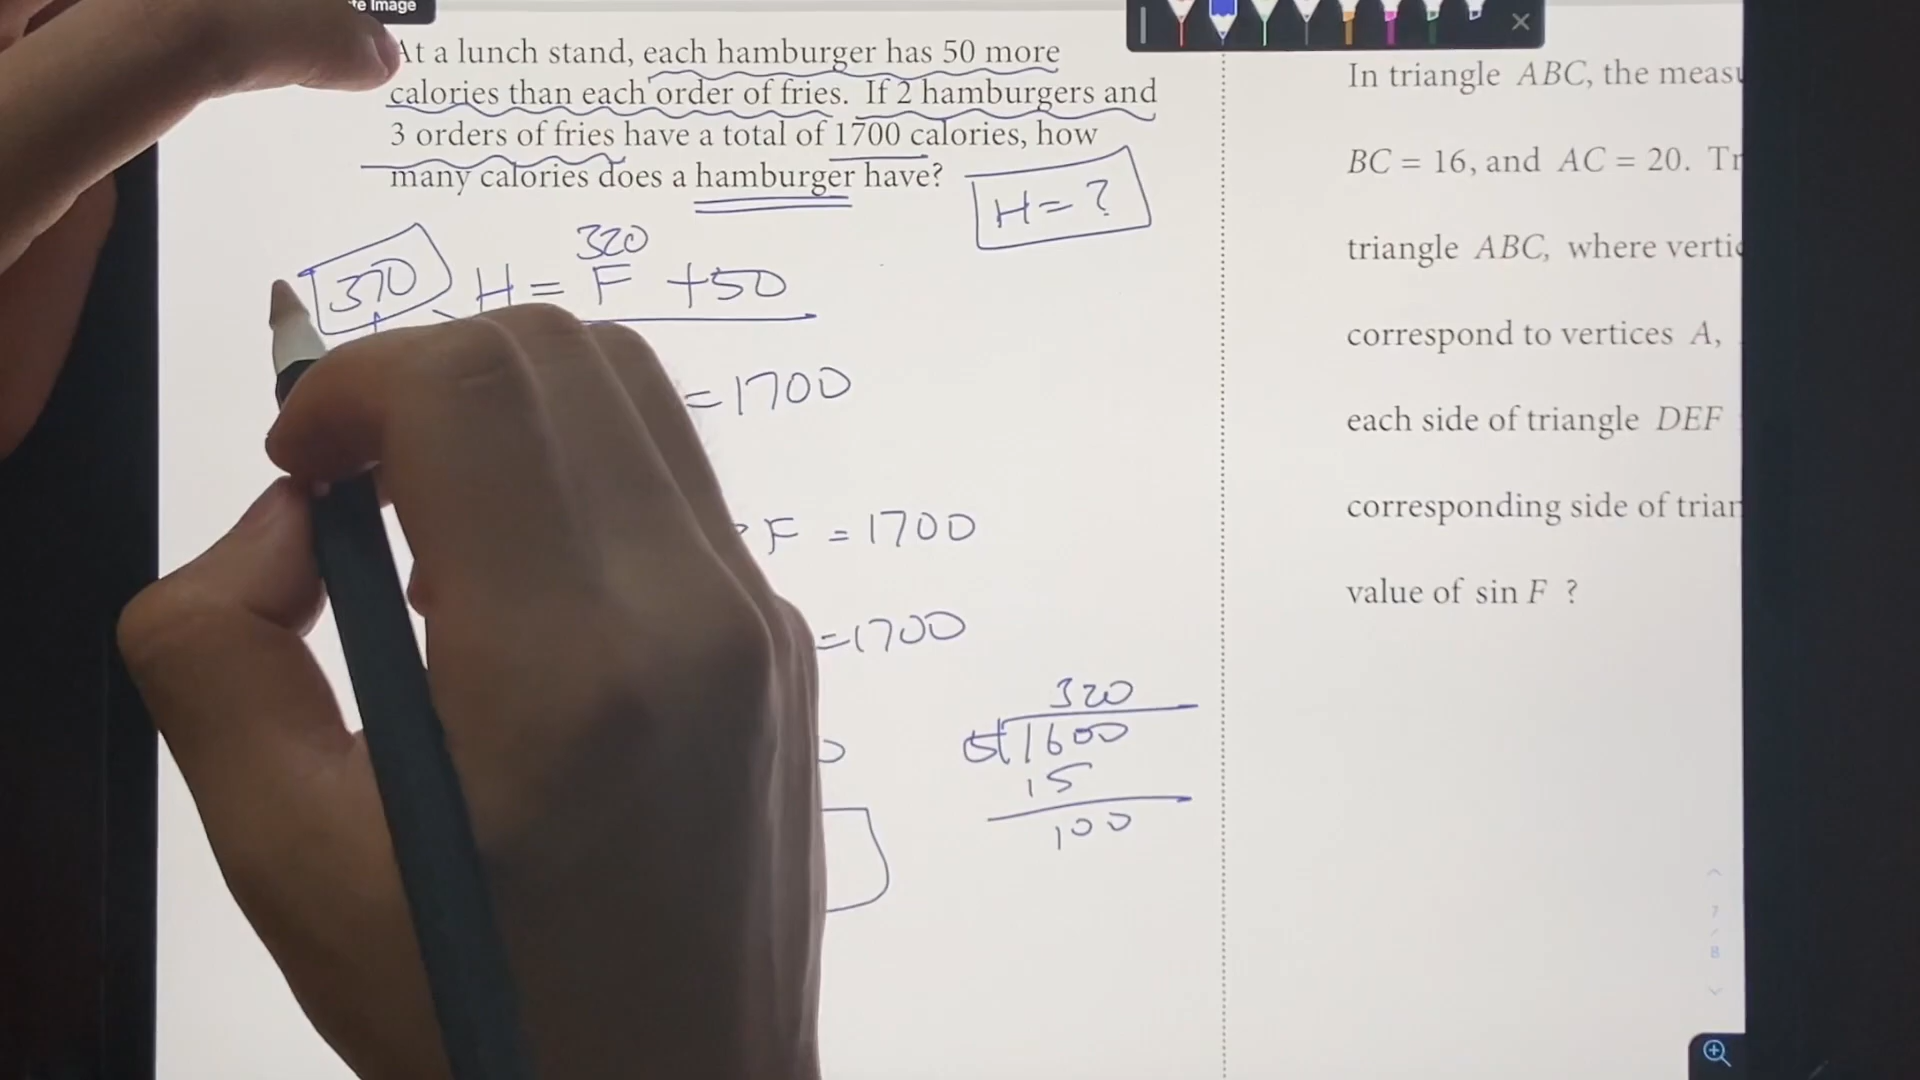 te Image
At a lunch stand, each hamburger has 50 more
calories than each order of fries. If 2 hamburgers and
3 orders of fries have a total of 1700 calories, how
many calories does a hamburger have?
H = ?
320
370 H = F +50
= 1700
F = 1700
= 1700
320
5 1600
15
100
In triangle ABC, the meas
BC = 16, and AC = 20. Tr
triangle ABC, where vertic
correspond to vertices A,
each side of triangle DEF
corresponding side of trian
value of sin F ?
7
/
8